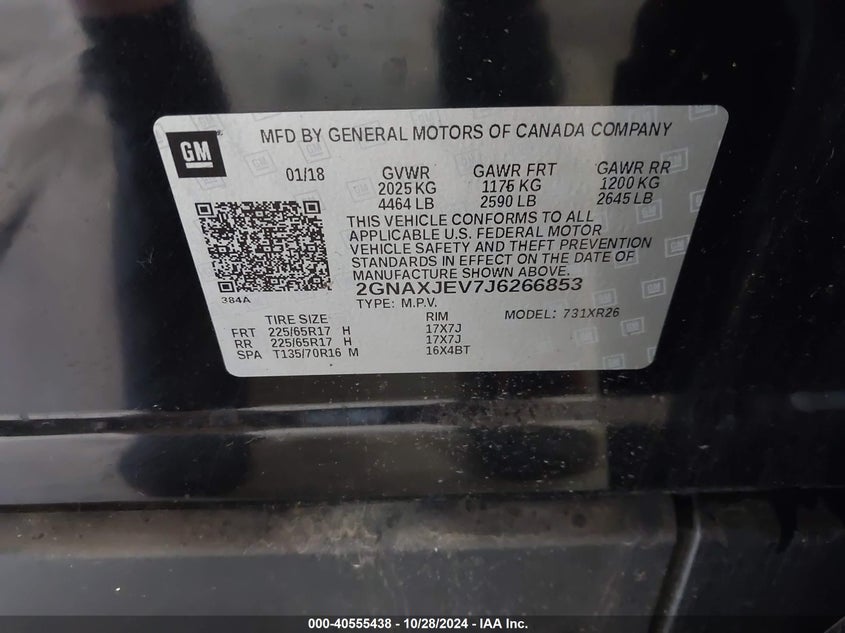 GM
MFD BY GENERAL MOTORS OF CANADA COMPANY
01/18 GVWR GAWR FRT GAWR RR
2025 KG 1175 KG 1200 KG
4464 LB 2590 LB 2645 LB
THIS VEHICLE CONFORMS TO ALL
APPLICABLE U.S. FEDERAL MOTOR
VEHICLE SAFETY AND THEFT PREVENTION
STANDARDS IN EFFECT ON THE DATE OF
MANUFACTURE SHOWN ABOVE.
384A 2GNAXJEV7J6266853
TYPE: M.P.V. MODEL: 731XR26
TIRE SIZE RIM
FRT 225/65R17 H 17X7J
RR 225/65R17 H 17X7J
SPA T135/70R16 M 16X4BT
000-40555438 - 10/28/2024 - IAA Inc.